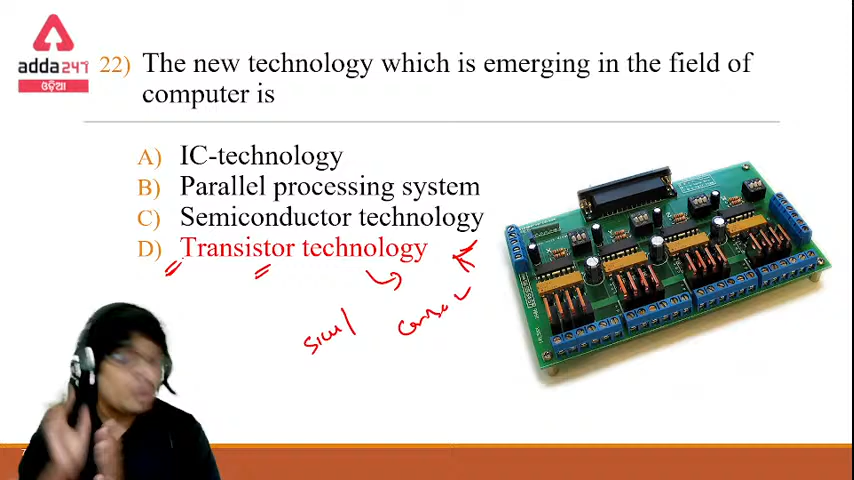 adda247
ଓଡ଼ିଆ
22) The new technology which is emerging in the field of
computer is
A) IC-technology
B) Parallel processing system
C) Semiconductor technology
D) Transistor technology